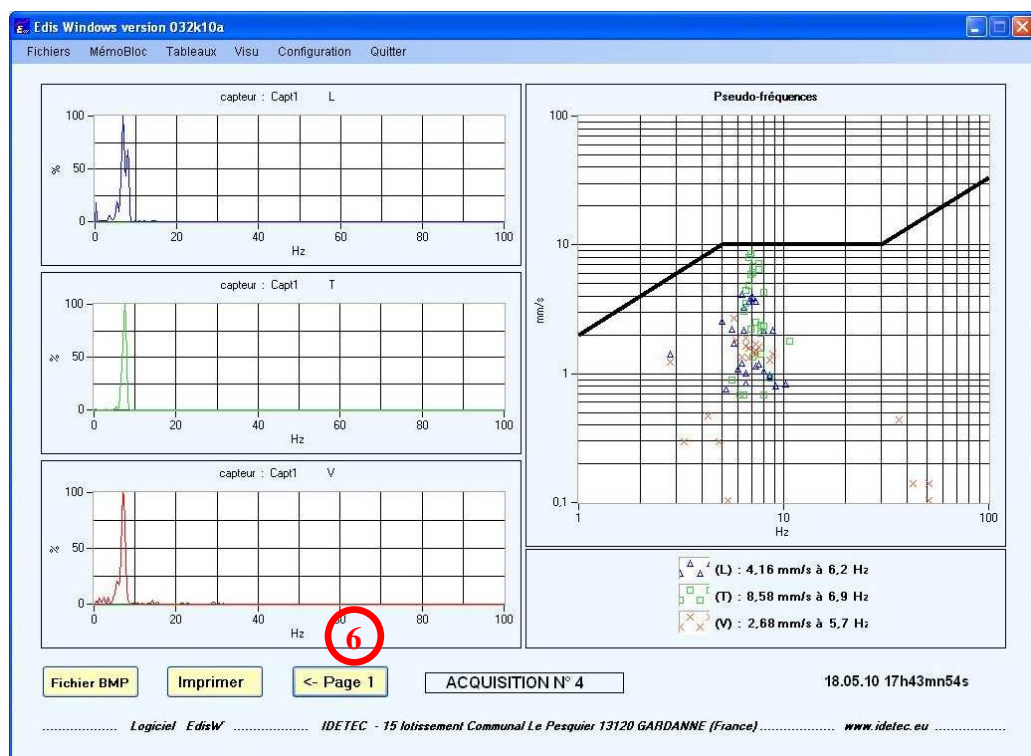 Edis Windows version 032k10a
Fichiers MémoBloc Tableaux Visu Configuration Quitter
capteur : Capt1 L
100
50
0
%
0 20 40 60 80 100
Hz
capteur : Capt1 T
100
50
0
%
0 20 40 60 80 100
Hz
capteur : Capt1 V
100
50
0
%
0 20 40 60 80 100
Hz
Pseudo-fréquences
100
10
1
0,1
mm/s
1 10 100
Hz
(L) : 4,16 mm/s à 6,2 Hz
(T) : 8,58 mm/s à 6,9 Hz
(V) : 2,68 mm/s à 5,7 Hz
6
Fichier BMP Imprimer <- Page 1 ACQUISITION N° 4 18.05.10 17h43mn54s
Logiciel EdisW IDETEC - 15 lotissement Communal Le Pesquier 13120 GARDANNE (France) www.idetec.eu